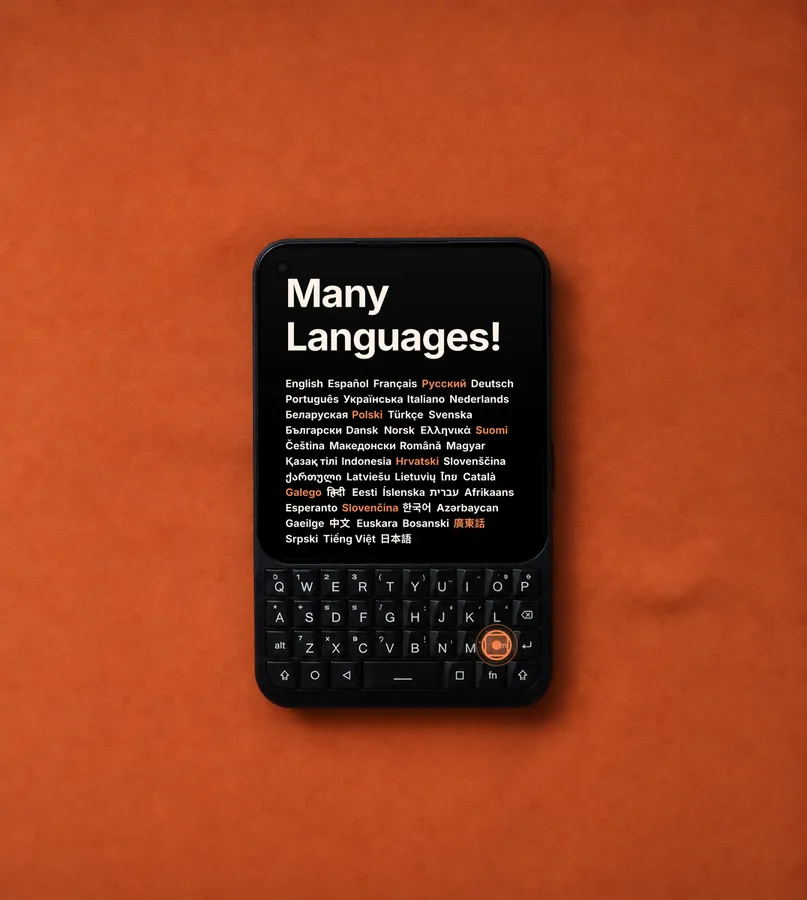 Many
Languages!
English Español Français Русский Deutsch
Português Українська Italiano Nederlands
Беларуская Polski Türkçe Svenska
Български Dansk Norsk Ελληνικά Suomi
Čeština Македонски Română Magyar
Қазақ тілі Indonesia Hrvatski Slovenščina
ქართული Latviešu Lietuvių ไทย Català
Galego हिन्दी Eesti Íslenska עברית Afrikaans
Esperanto Slovenčina 한국어 Azərbaycan
Gaeilge 中文 Euskara Bosanski 廣東話
Srpski Tiếng Việt 日本語
Q W E R T Y U I O P
A S D F G H J K L
alt Z X C V B N M
fn